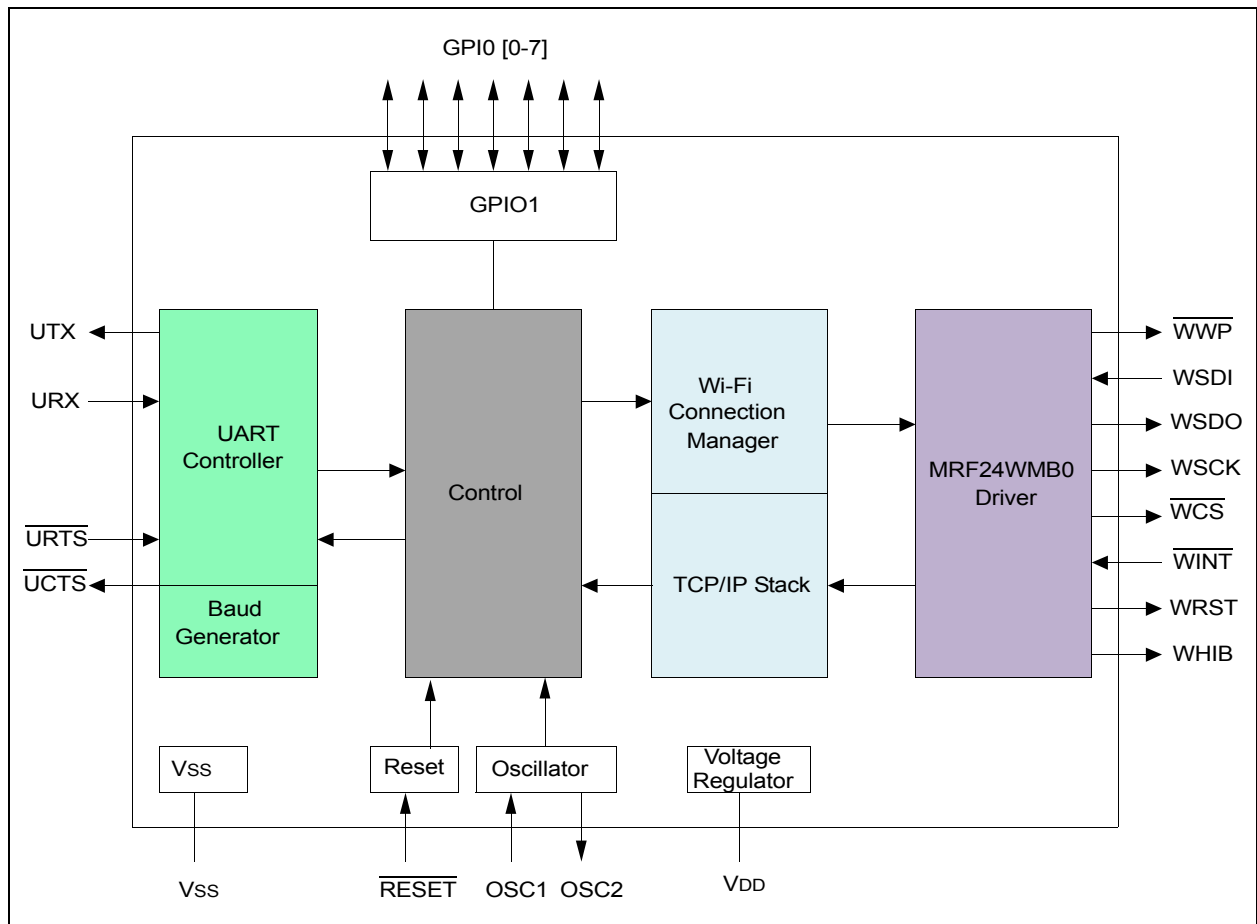 GPI0 [0-7]
GPIO1
UTX
URX
URTS
UCTS
UART
Controller
Baud
Generator
Control
Wi-Fi
Connection
Manager
TCP/IP Stack
MRF24WMB0
Driver
WWP
WSDI
WSDO
WSCK
WCS
WINT
WRST
WHIB
VSS
Reset
Oscillator
Voltage
Regulator
VSS
RESET
OSC1
OSC2
VDD